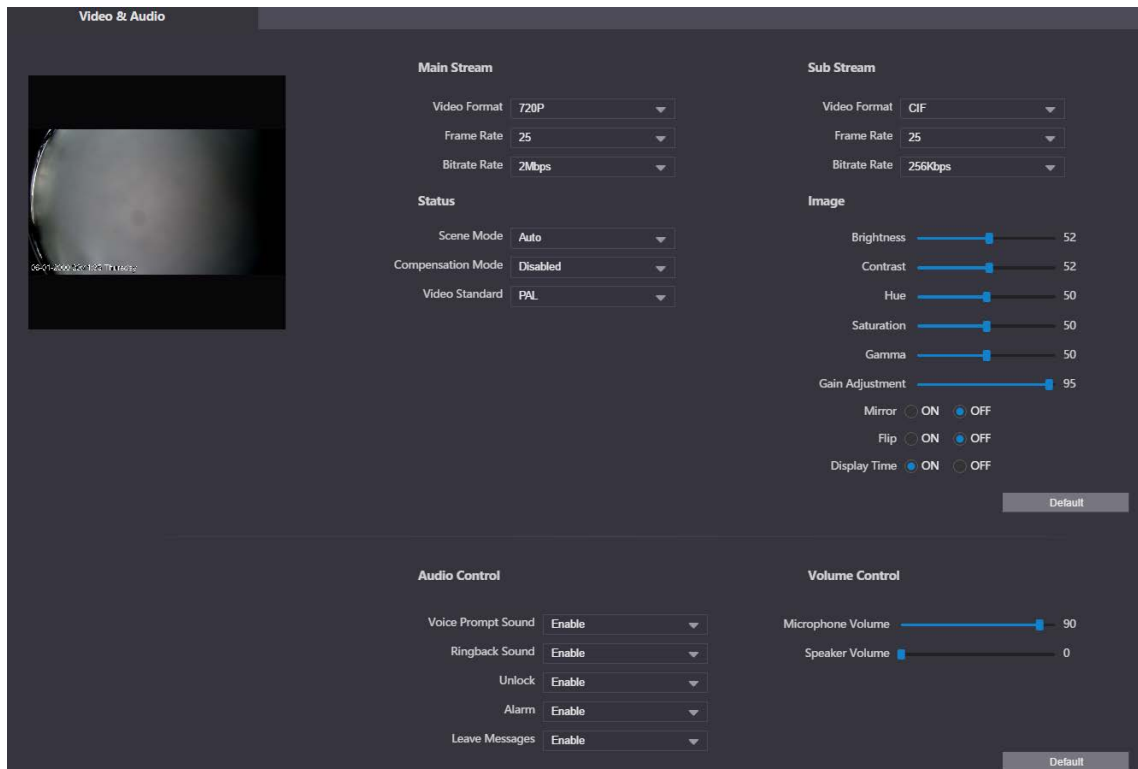 Video & Audio
Main Stream
Video Format 720P
Frame Rate 25
Bitrate Rate 2Mbps
Status
Scene Mode Auto
Compensation Mode Disabled
Video Standard PAL
Sub Stream
Video Format CIF
Frame Rate 25
Bitrate Rate 256Kbps
Image
Brightness 52
Contrast 52
Hue 50
Saturation 50
Gamma 50
Gain Adjustment 95
Mirror ON OFF
Flip ON OFF
Display Time ON OFF
Default
Audio Control
Voice Prompt Sound Enable
Ringback Sound Enable
Unlock Enable
Alarm Enable
Leave Messages Enable
Volume Control
Microphone Volume 90
Speaker Volume 0
Default